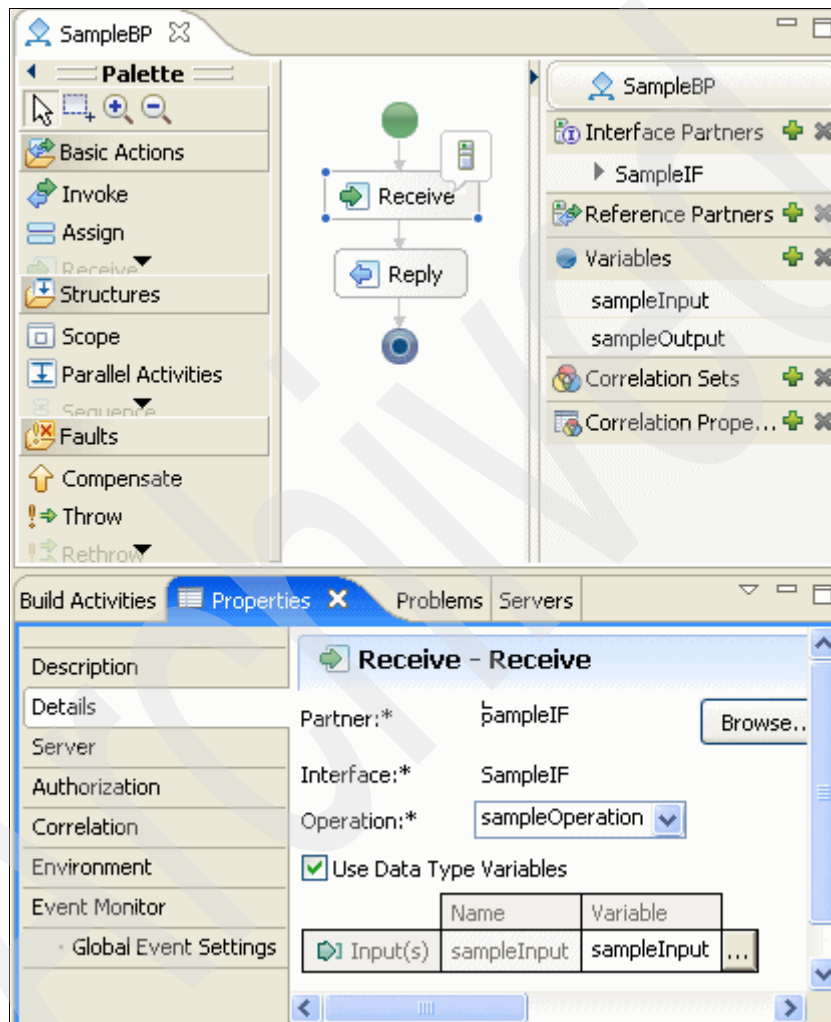 SampleBP
Palette
Basic Actions
Invoke
Assign
Receive
Structures
Scope
Parallel Activities
Sequence
Faults
Compensate
Throw
Rethrow
Receive
Reply
SampleBP
Interface Partners
SampleIF
Reference Partners
Variables
sampleInput
sampleOutput
Correlation Sets
Correlation Prope...
Build Activities Properties Problems Servers
Description
Details
Server
Authorization
Correlation
Environment
Event Monitor
Global Event Settings
Receive - Receive
Partner:* SampleIF Browse..
Interface:* SampleIF
Operation:* sampleOperation
Use Data Type Variables
Name Variable
Input(s) sampleInput sampleInput ...